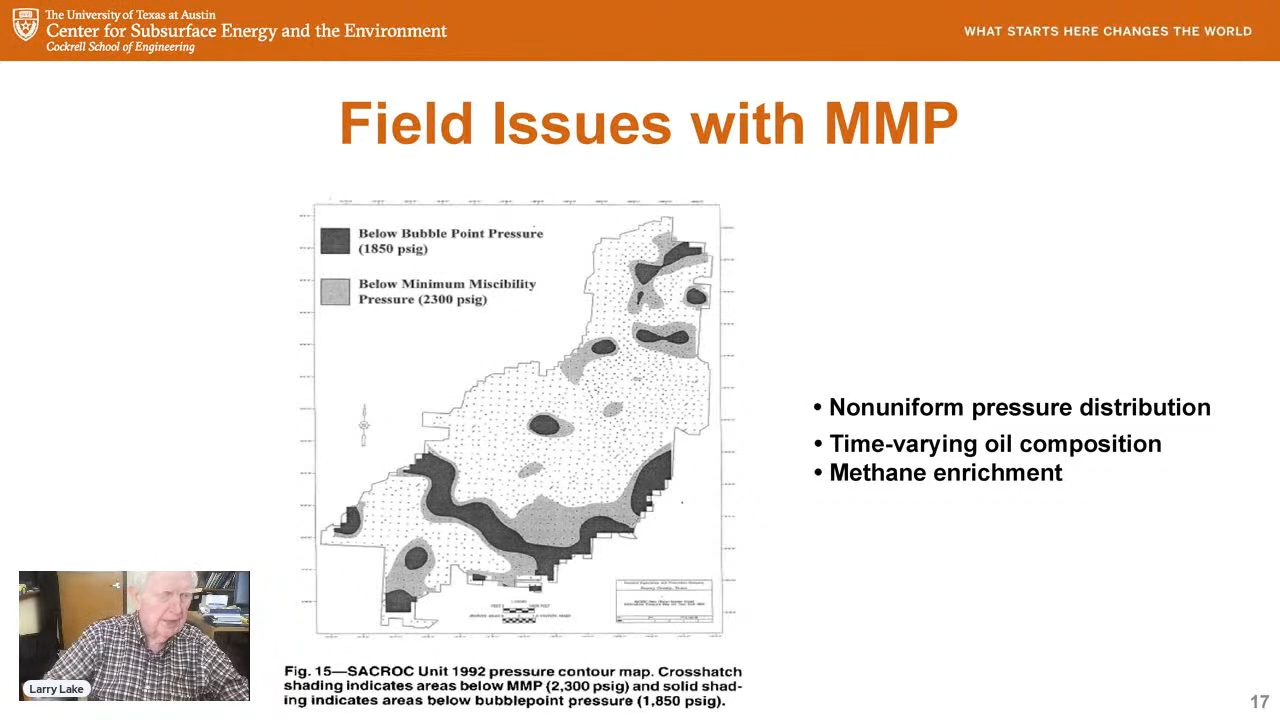 The University of Texas at Austin
Center for Subsurface Energy and the Environment
Cockrell School of Engineering
WHAT STARTS HERE CHANGES THE WORLD
Field Issues with MMP
Below Bubble Point Pressure
(1850 psig)
Below Minimum Miscibility
Pressure (2300 psig)
• Nonuniform pressure distribution
• Time-varying oil composition
• Methane enrichment
Larry Lake
Fig. 15—SACROC Unit 1992 pressure contour map. Crosshatch
shading indicates areas below MMP (2,300 psig) and solid shad-
ing indicates areas below bubblepoint pressure (1,850 psig).
17